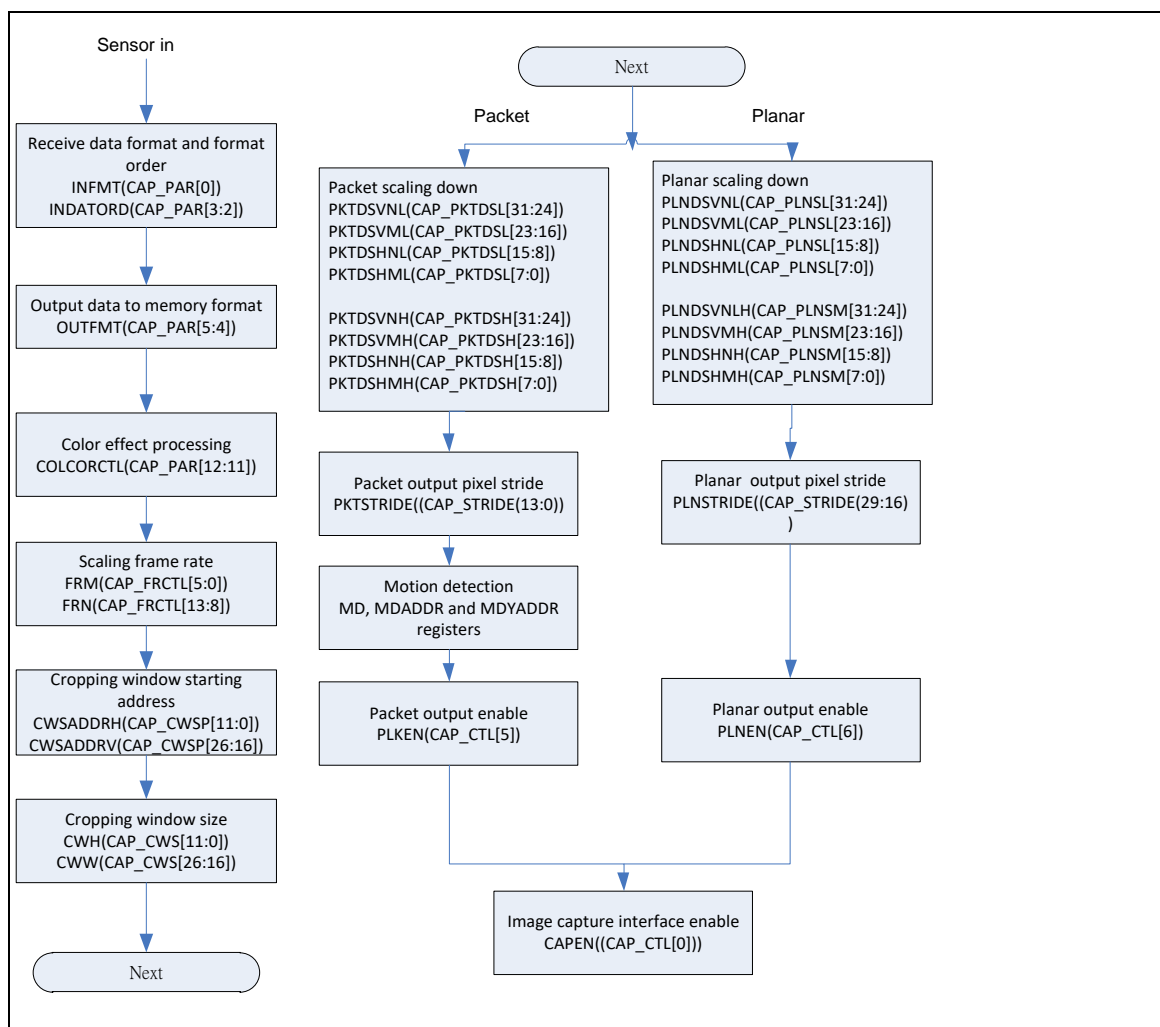 Sensor in
Receive data format and format
order
INFMT(CAP_PAR[0])
INDATORD(CAP_PAR[3:2])
Output data to memory format
OUTFMT(CAP_PAR[5:4])
Color effect processing
COLCORCTL(CAP_PAR[12:11])
Scaling frame rate
FRM(CAP_FRCTL[5:0])
FRN(CAP_FRCTL[13:8])
Cropping window starting
address
CWSADDRH(CAP_CWSP[11:0])
CWSADDRV(CAP_CWSP[26:16])
Cropping window size
CWH(CAP_CWS[11:0])
CWW(CAP_CWS[26:16])
Next
Next
Packet
Planar
Packet scaling down
PKTDSVNL(CAP_PKTDSL[31:24])
PKTDSVML(CAP_PKTDSL[23:16])
PKTDSHNL(CAP_PKTDSL[15:8])
PKTDSHML(CAP_PKTDSL[7:0])
PKTDSVNH(CAP_PKTDSH[31:24])
PKTDSVMH(CAP_PKTDSH[23:16])
PKTDSHNH(CAP_PKTDSH[15:8])
PKTDSHMH(CAP_PKTDSH[7:0])
Packet output pixel stride
PKTSTRIDE((CAP_STRIDE(13:0))
Motion detection
MD, MDADDR and MDYADDR
registers
Packet output enable
PLKEN(CAP_CTL[5])
Planar scaling down
PLNDSVNL(CAP_PLNSL[31:24])
PLNDSVML(CAP_PLNSL[23:16])
PLNDSHNL(CAP_PLNSL[15:8])
PLNDSHML(CAP_PLNSL[7:0])
PLNDSVNLH(CAP_PLNSM[31:24])
PLNDSVMH(CAP_PLNSM[23:16])
PLNDSHNH(CAP_PLNSM[15:8])
PLNDSHMH(CAP_PLNSM[7:0])
Planar output pixel stride
PLNSTRIDE((CAP_STRIDE(29:16)
)
Planar output enable
PLNEN(CAP_CTL[6])
Image capture interface enable
CAPEN((CAP_CTL[0]))